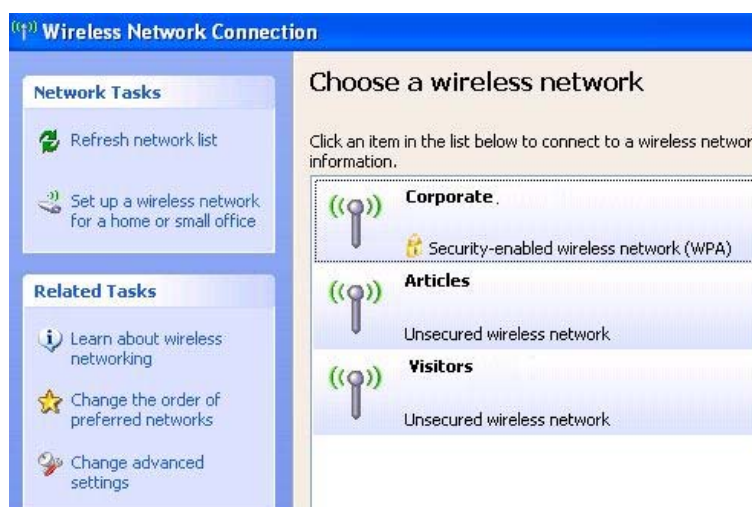 Wireless Network Connection
Network Tasks
Refresh network list
Set up a wireless network
for a home or small office
Related Tasks
Learn about wireless
networking
Change the order of
preferred networks
Change advanced
settings
Choose a wireless network
Click an item in the list below to connect to a wireless
information.
Corporate.
Security-enabled wireless network (WPA)
Articles
Unsecured wireless network
Visitors
Unsecured wireless network